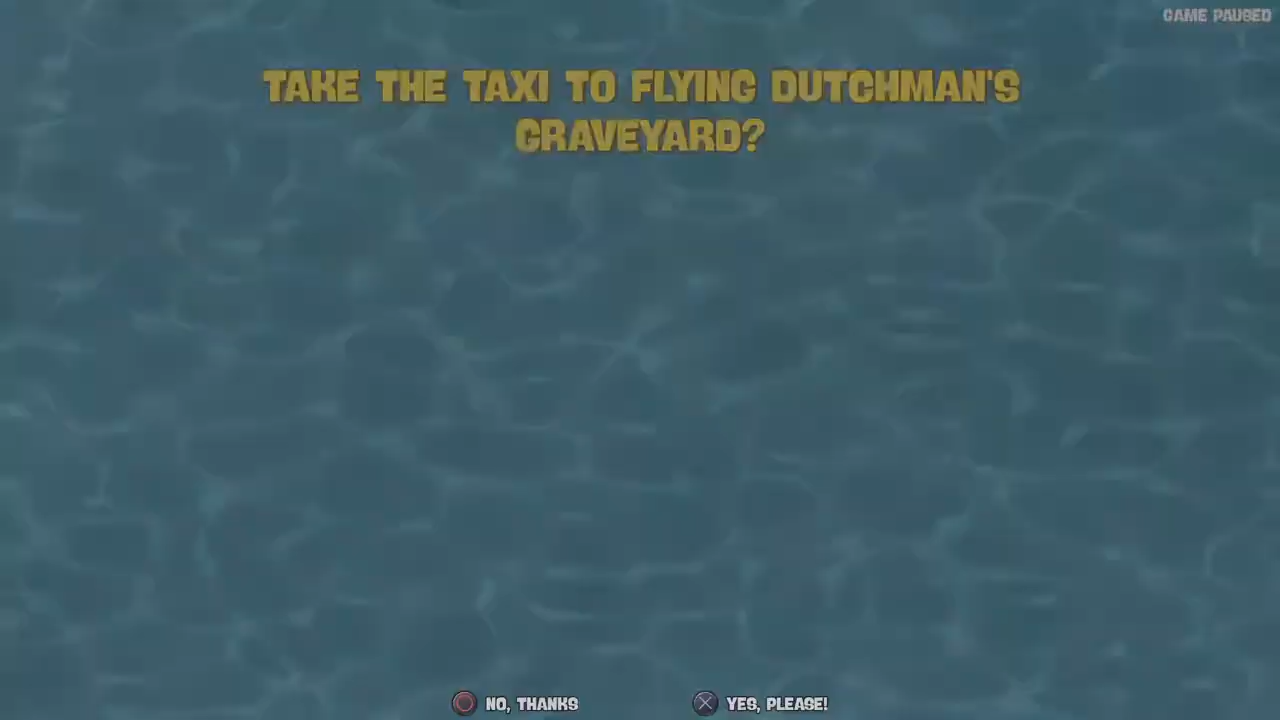 GAME PAUSED
TAKE THE TAXI TO FLYING DUTCHMAN'S
GRAVEYARD?
NO, THANKS
YES, PLEASE!